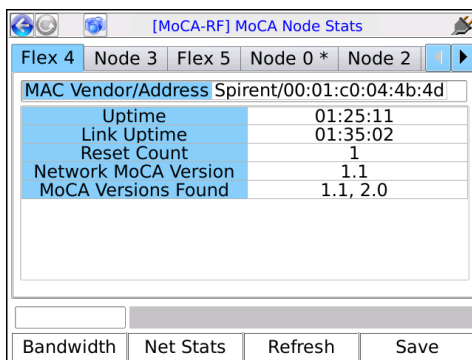 [MoCA-RF] MoCA Node Stats
Flex 4 Node 3 Flex 5 Node 0 * Node 2
MAC Vendor/Address Spirent/00:01:c0:04:4b:4d
Uptime 01:25:11
Link Uptime 01:35:02
Reset Count 1
Network MoCA Version 1.1
MoCA Versions Found 1.1, 2.0
Bandwidth Net Stats Refresh Save